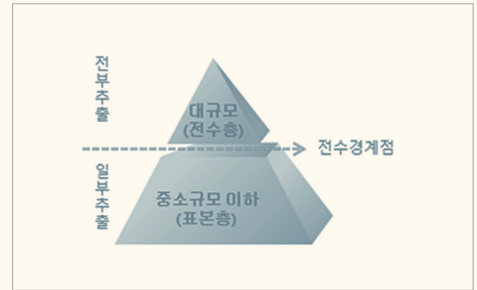 전부추출
대규모
(전수층)
전수경계점
일부추출
중소규모 이하
(표본층)